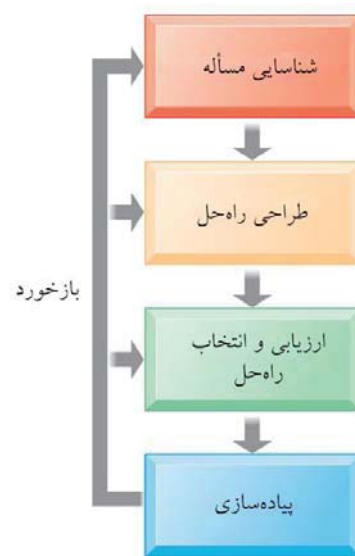 شناسایی مسأله
طراحی راه‌حل
بازخورد
ارزیابی و انتخاب
راه‌حل
پیاده‌سازی